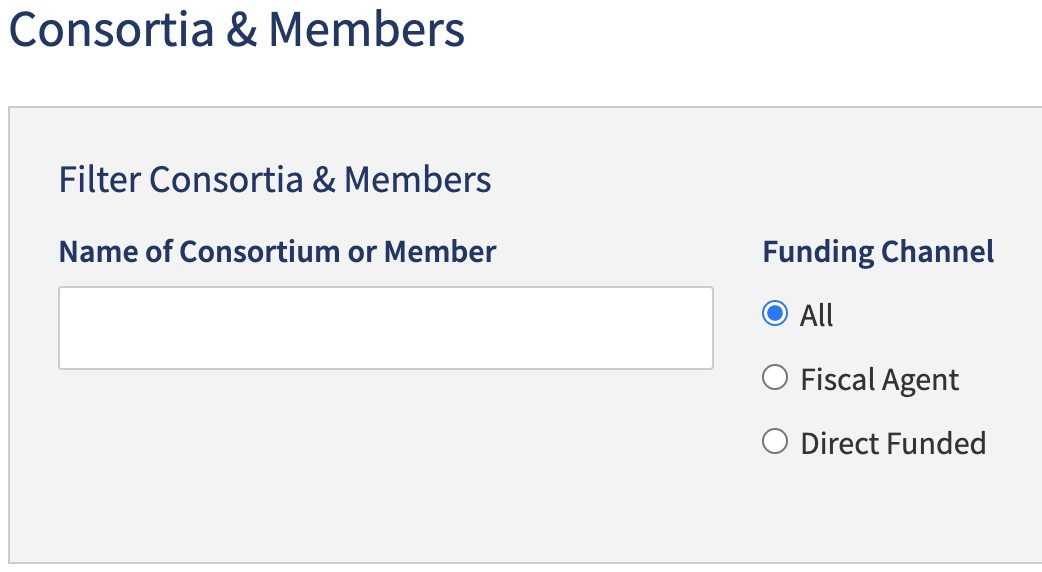 Consortia & Members
Filter Consortia & Members
Name of Consortium or Member
Funding Channel
All
Fiscal Agent
Direct Funded